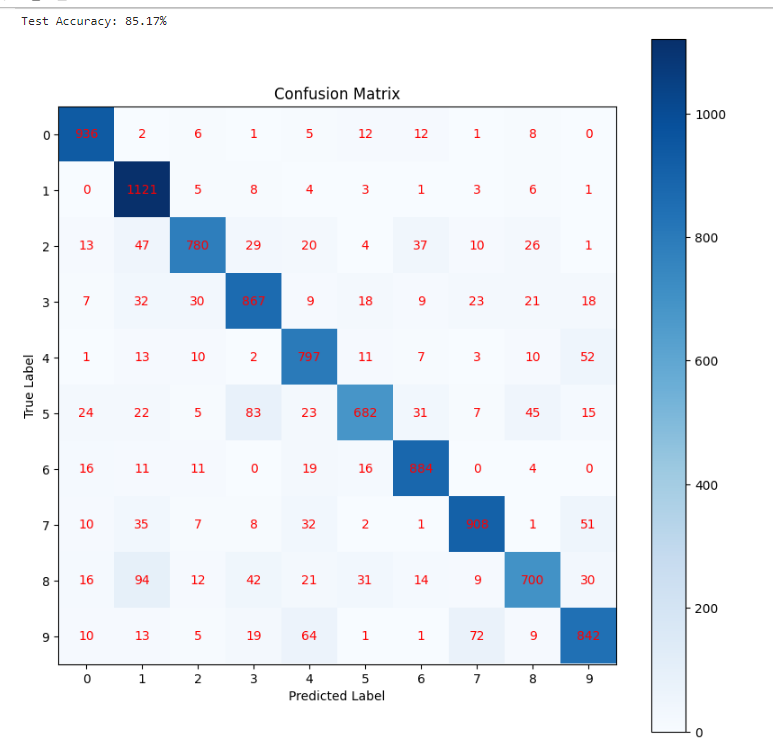 Test Accuracy: 85.17%
Confusion Matrix
0 936 2 6 1 5 12 12 1 8 0
1 0 1121 5 8 4 3 1 3 6 1
2 13 47 780 29 20 4 37 10 26 1
3 7 32 30 867 9 18 9 23 21 18
4 1 13 10 2 797 11 7 3 10 52
5 24 22 5 83 23 682 31 7 45 15
6 16 11 11 0 19 16 884 0 4 0
7 10 35 7 8 32 2 1 908 1 51
8 16 94 12 42 21 31 14 9 700 30
9 10 13 5 19 64 1 1 72 9 842
0 1 2 3 4 5 6 7 8 9
True Label
Predicted Label
1000
800
600
400
200
0